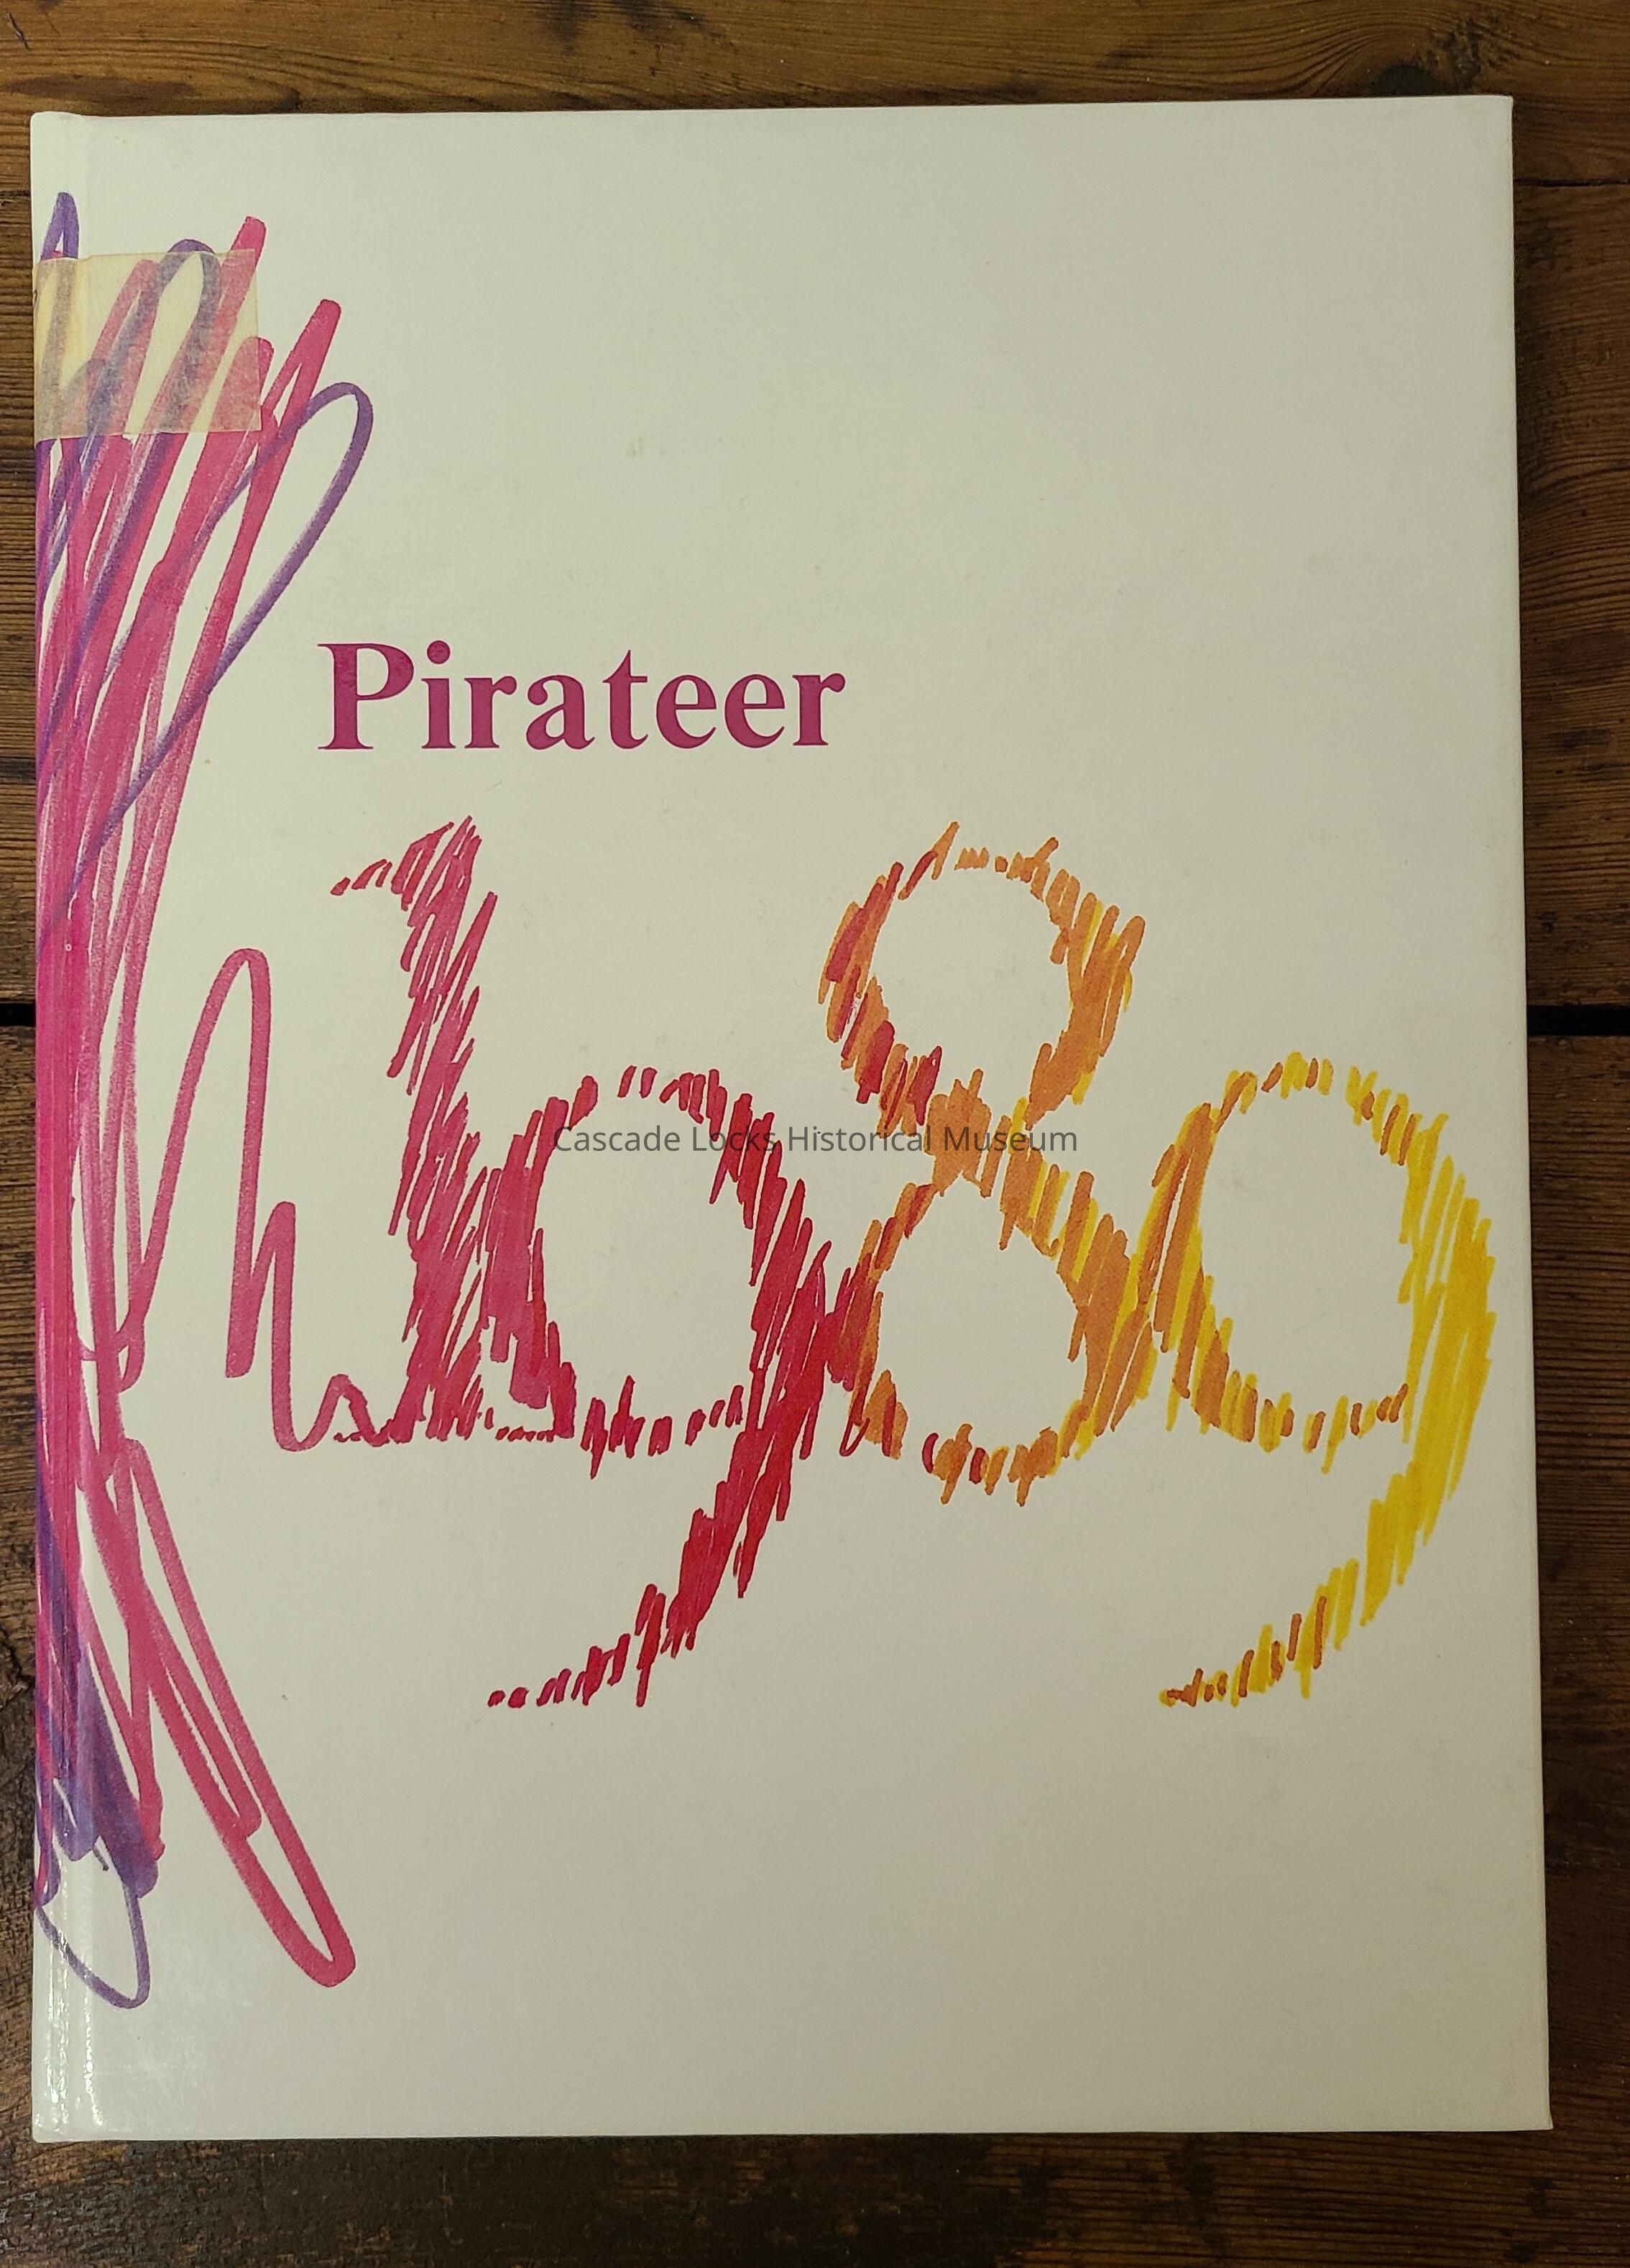 Pirateer
1989
Cascade Locks Historical Museum